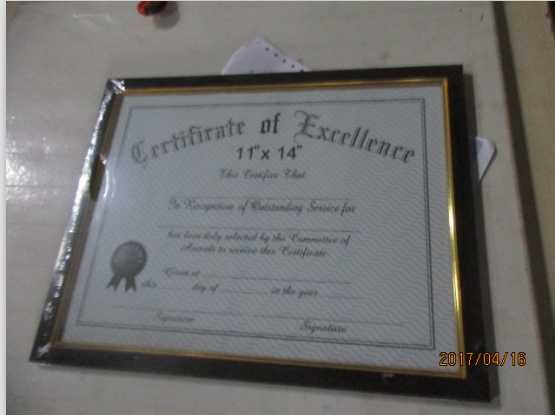 Certificate of Excellence
11"x 14"
This Certifies That
In Recognition of Outstanding Service for
has been duly selected by the Committee of
Awards to receive this Certificate.
Given at
this day of in the year
Signature Signature
2017/04/16